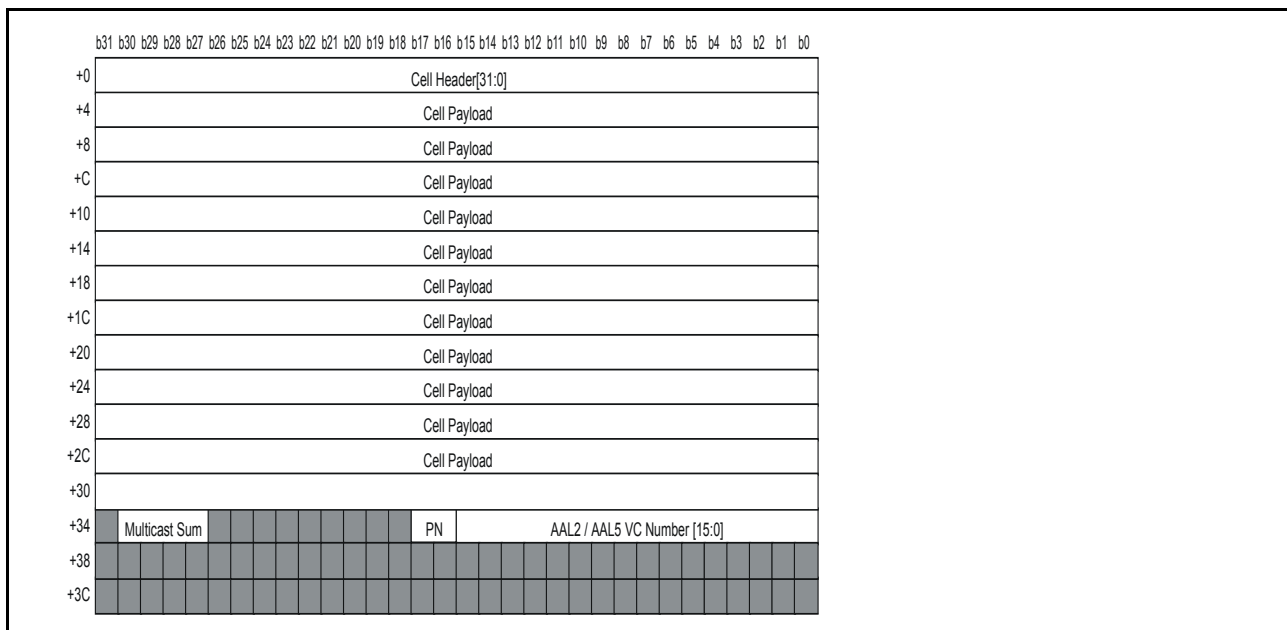 b31 b30 b29 b28 b27 b26 b25 b24 b23 b22 b21 b20 b19 b18 b17 b16 b15 b14 b13 b12 b11 b10 b9 b8 b7 b6 b5 b4 b3 b2 b1 b0
+0 Cell Header[31:0]
+4 Cell Payload
+8 Cell Payload
+C Cell Payload
+10 Cell Payload
+14 Cell Payload
+18 Cell Payload
+1C Cell Payload
+20 Cell Payload
+24 Cell Payload
+28 Cell Payload
+2C Cell Payload
+30
+34 Multicast Sum PN AAL2 / AAL5 VC Number [15:0]
+38
+3C